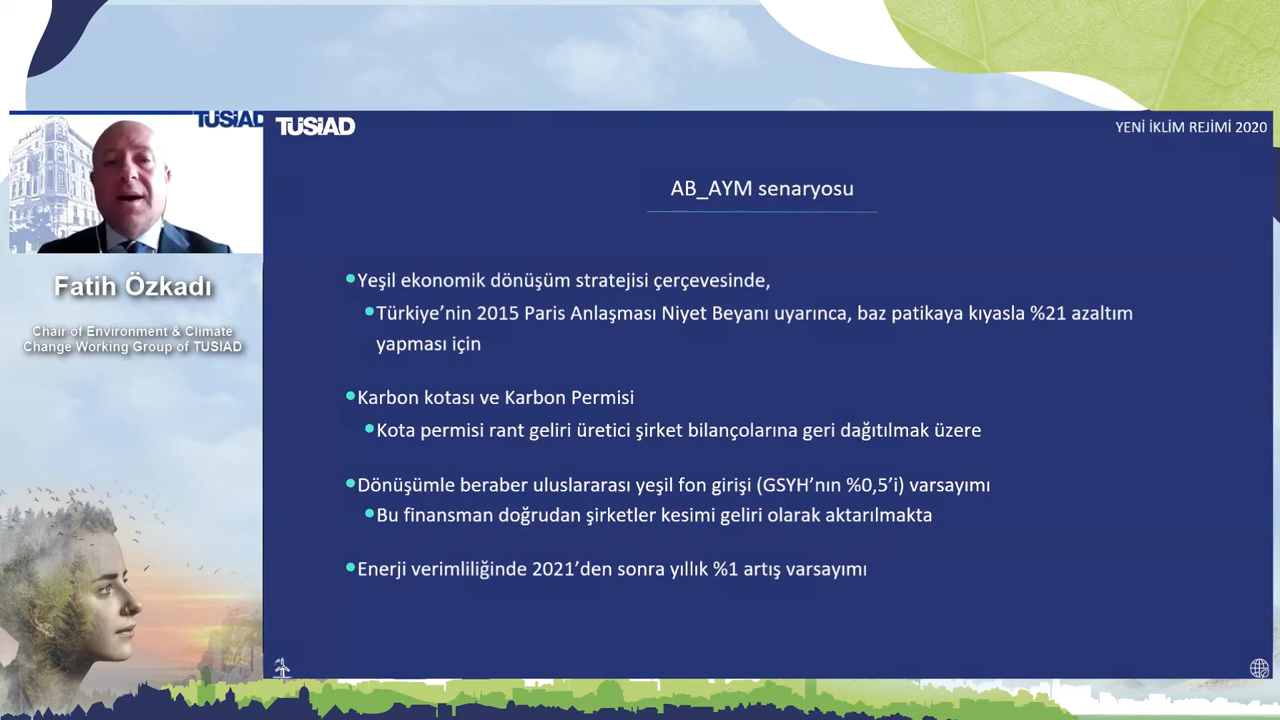 TÜSİAD
TÜSİAD
YENİ İKLİM REJİMİ 2020
AB_AYM senaryosu
Yeşil ekonomik dönüşüm stratejisi çerçevesinde,
Türkiye’nin 2015 Paris Anlaşması Niyet Beyanı uyarınca, baz patikaya kıyasla %21 azaltım
yapması için
Karbon kotası ve Karbon Permisi
Kota permisi rant geliri üretici şirket bilançolarına geri dağıtılmak üzere
Dönüşümle beraber uluslararası yeşil fon girişi (GSYH’nın %0,5’i) varsayımı
Bu finansman doğrudan şirketler kesimi geliri olarak aktarılmakta
Enerji verimliliğinde 2021’den sonra yıllık %1 artış varsayımı
Fatih Özkadı
Chair of Environment & Climate
Change Working Group of TUSIAD